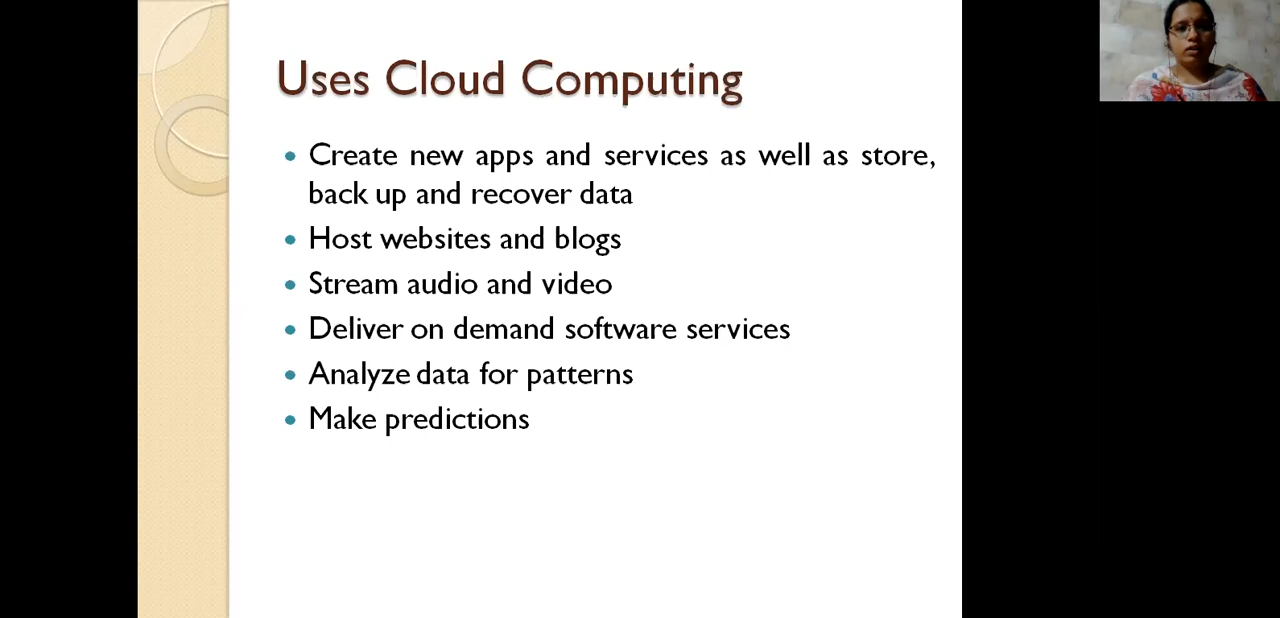 Uses Cloud Computing
Create new apps and services as well as store,
back up and recover data
Host websites and blogs
Stream audio and video
Deliver on demand software services
Analyze data for patterns
Make predictions